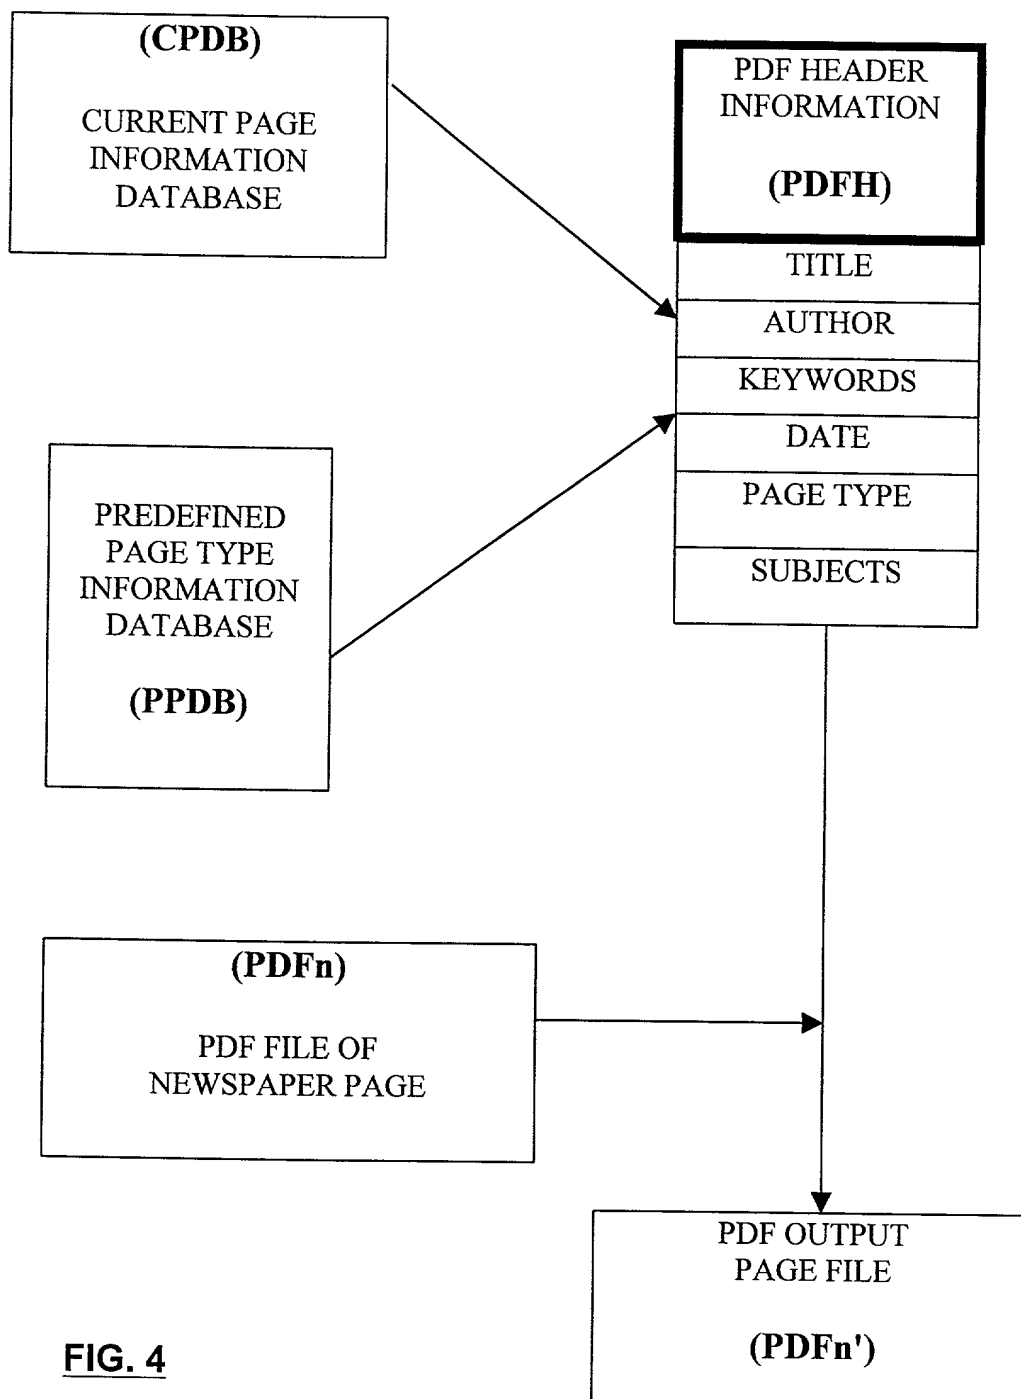 (CPDB)
CURRENT PAGE
INFORMATION
DATABASE
PDF HEADER
INFORMATION
(PDFH)
TITLE
AUTHOR
KEYWORDS
DATE
PAGE TYPE
SUBJECTS
PREDEFINED
PAGE TYPE
INFORMATION
DATABASE
(PPDB)
(PDFn)
PDF FILE OF
NEWSPAPER PAGE
PDF OUTPUT
PAGE FILE
(PDFn')
FIG. 4